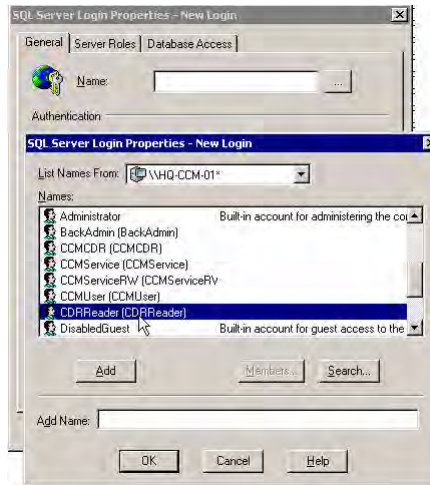 SQL Server Login Properties - New Login
General Server Roles Database Access
Name: ...
Authentication
SQL Server Login Properties - New Login
List Names From: \\HQ-CCM-01*
Names:
Administrator Built-in account for administering the co
BackAdmin (BackAdmin)
CCMCDR (CCMCDR)
CCMService (CCMService)
CCMServiceRW (CCMServiceRV
CCMUser (CCMUser)
CDRReader (CDRReader)
DisabledGuest Built-in account for guest access to the
Add Members... Search...
Add Name:
OK Cancel Help